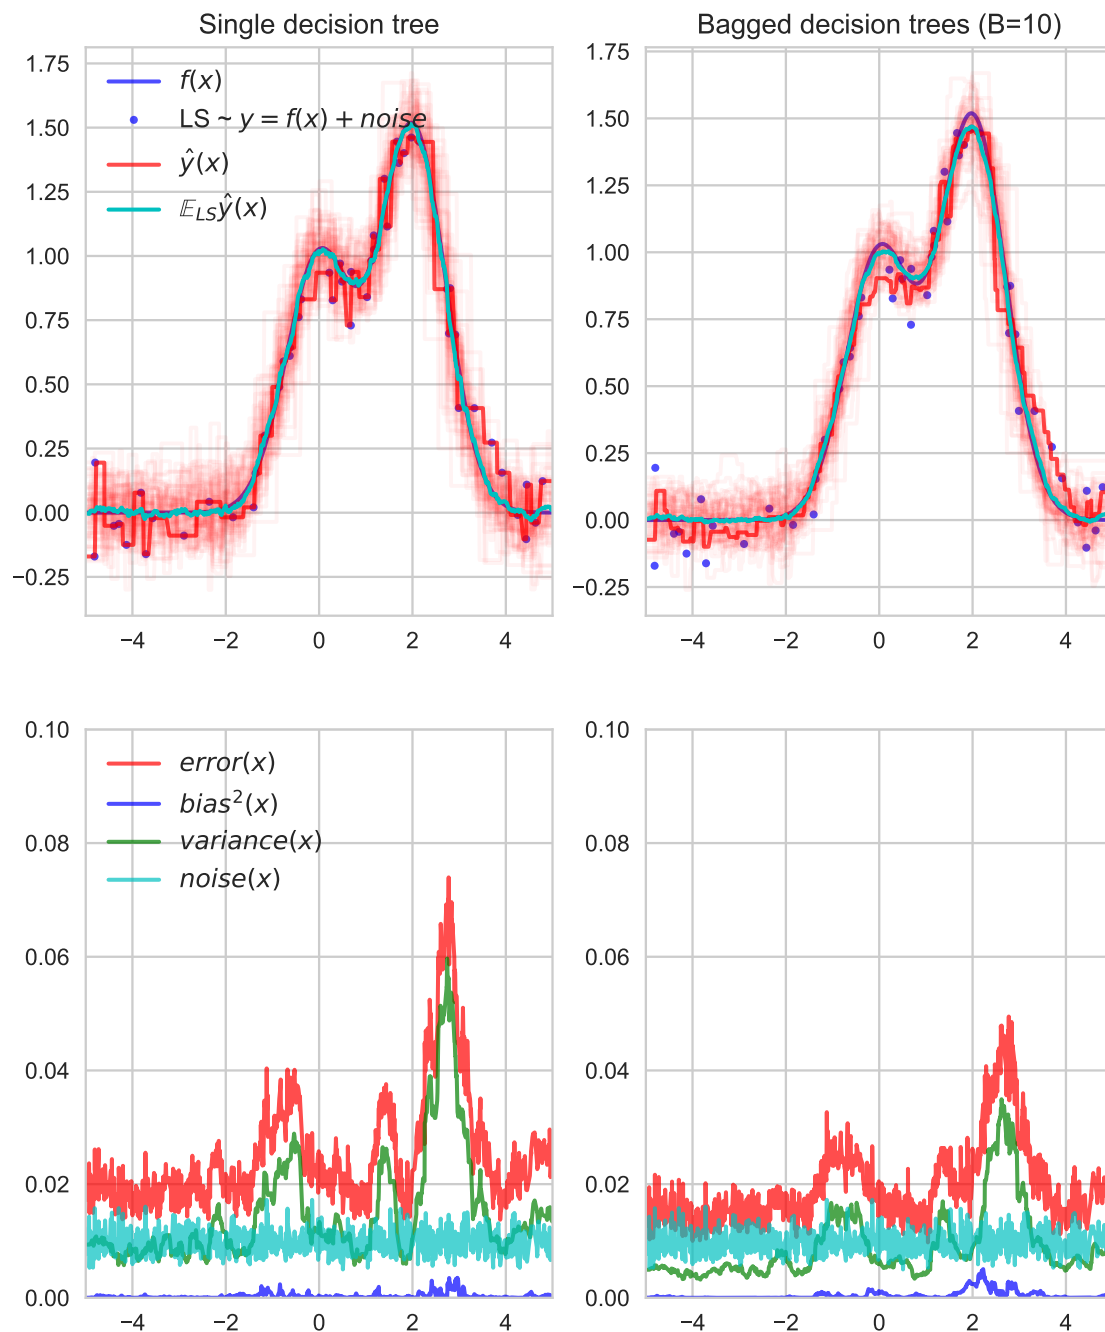 Single decision tree
Bagged decision trees (B=10)
1.75
1.50
1.25
1.00
0.75
0.50
0.25
0.00
−0.25
f(x)
LS ~ y = f(x) + noise
ŷ(x)
𝔼_{LS}ŷ(x)
−4 −2 0 2 4
1.75
1.50
1.25
1.00
0.75
0.50
0.25
0.00
−0.25
−4 −2 0 2 4
0.10
0.08
0.06
0.04
0.02
0.00
error(x)
bias²(x)
variance(x)
noise(x)
−4 −2 0 2 4
0.10
0.08
0.06
0.04
0.02
0.00
−4 −2 0 2 4